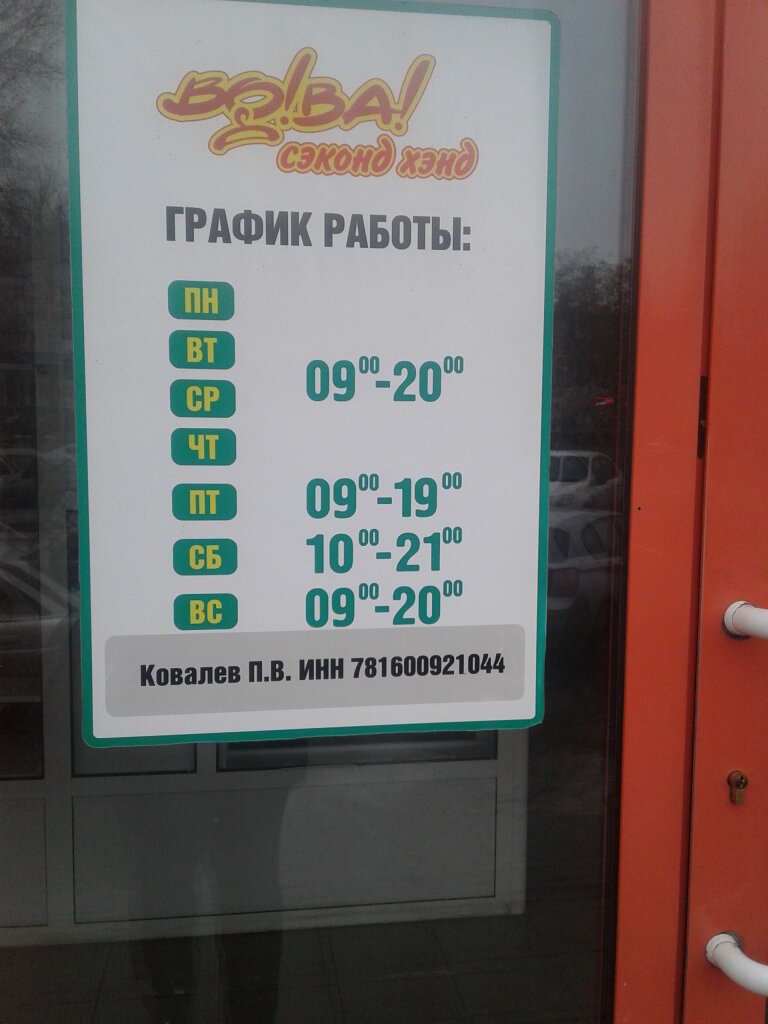 ВО!ВА!
сэконд хэнд
ГРАФИК РАБОТЫ:
ПН
ВТ
09⁰⁰-20⁰⁰
СР
ЧТ
ПТ 09⁰⁰-19⁰⁰
СБ 10⁰⁰-21⁰⁰
ВС 09⁰⁰-20⁰⁰
Ковалев П.В. ИНН 781600921044